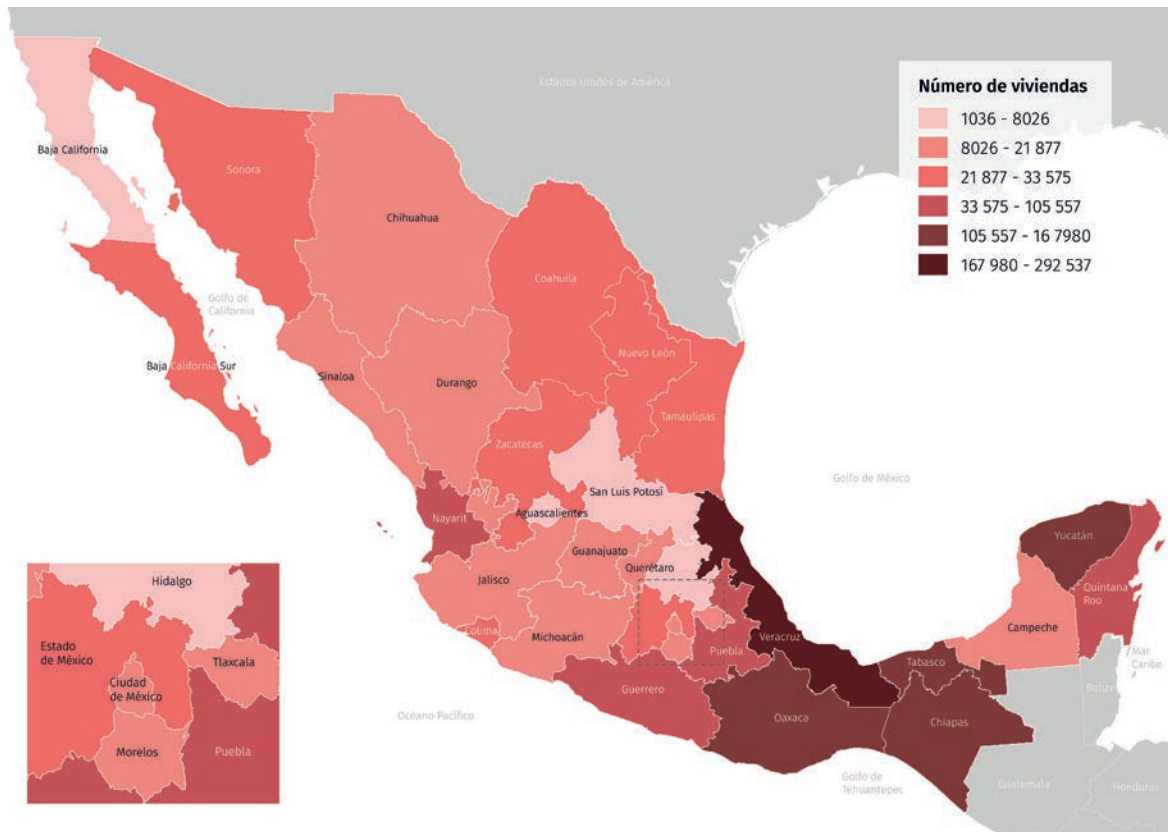 Estados Unidos de América
Número de viviendas
1036 - 8026
8026 - 21 877
21 877 - 33 575
33 575 - 105 557
105 557 - 16 7980
167 980 - 292 537
Baja California
Sonora
Chihuahua
Coahuila
Golfo de
California
Nuevo León
Baja California Sur
Sinaloa
Durango
Tamaulipas
Zacatecas
San Luis Potosí
Golfo de México
Nayarit
Aguascalientes
Guanajuato
Querétaro
Jalisco
Colima
Michoacán
Puebla
Veracruz
Guerrero
Oaxaca
Tabasco
Chiapas
Campeche
Yucatán
Quintana
Roo
Mar
Caribe
Belize
Guatemala
Honduras
Golfo de
Tehuantepec
Océano Pacífico
Hidalgo
Estado
de México
Tlaxcala
Ciudad
de México
Morelos
Puebla